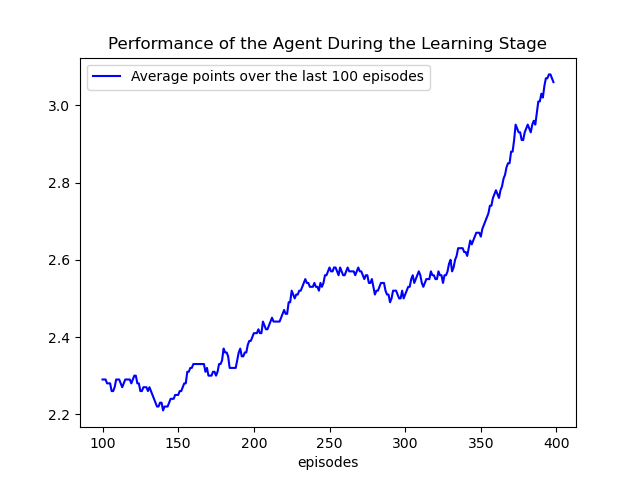 Performance of the Agent During the Learning Stage
Average points over the last 100 episodes
3.0
2.8
2.6
2.4
2.2
100 150 200 250 300 350 400
episodes